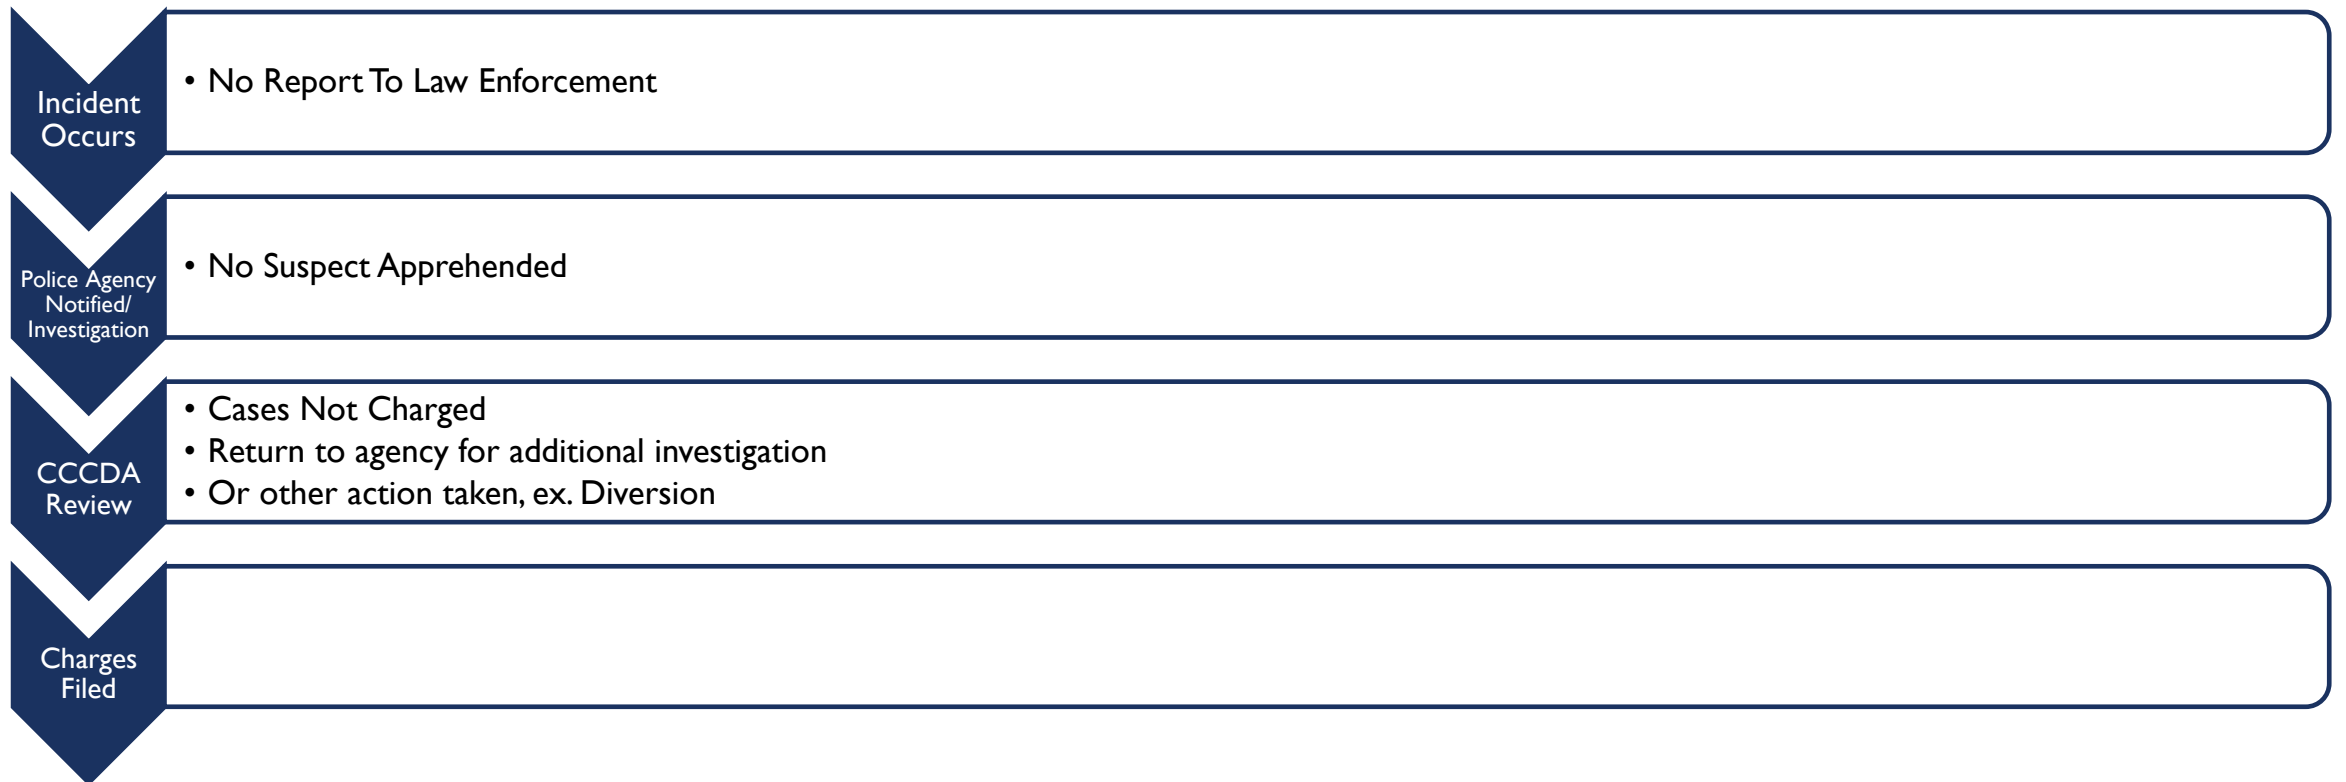 Incident
Occurs
• No Report To Law Enforcement
Police Agency
Notified/
Investigation
• No Suspect Apprehended
CCCDA
Review
• Cases Not Charged
• Return to agency for additional investigation
• Or other action taken, ex. Diversion
Charges
Filed